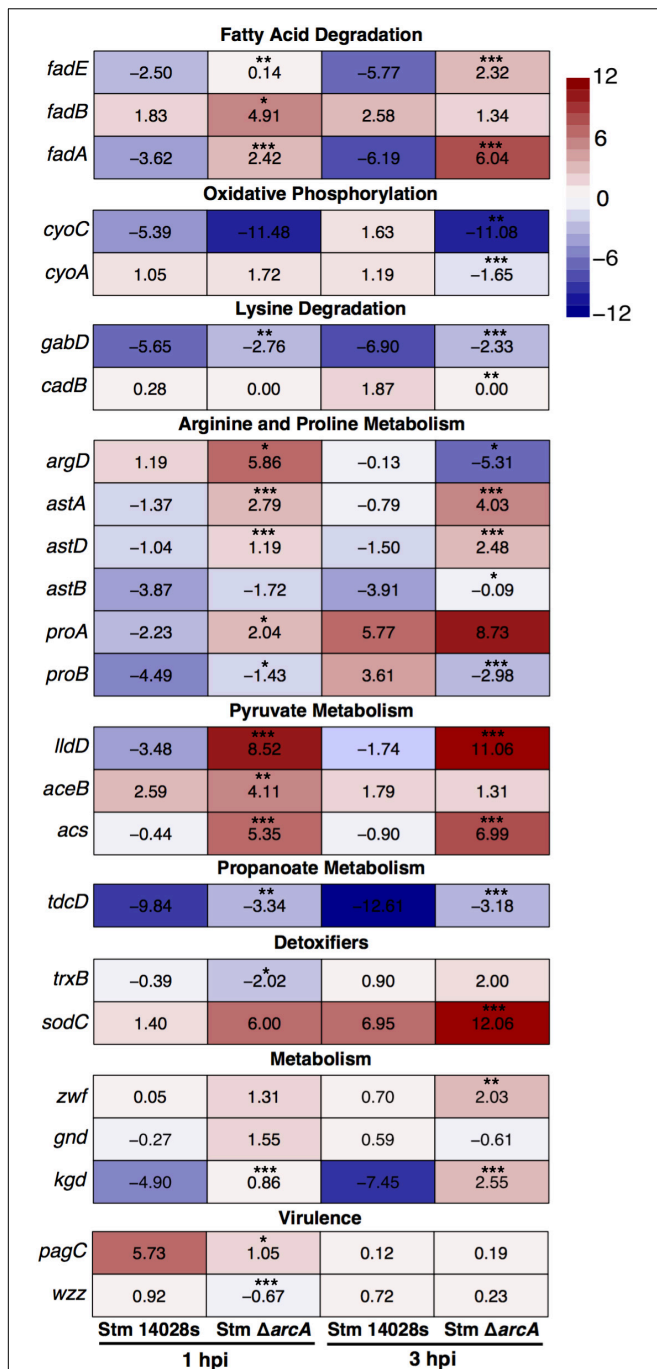 Fatty Acid Degradation
fadE −2.50 ** 0.14 −5.77 *** 2.32
fadB 1.83 * 4.91 2.58 1.34
fadA −3.62 *** 2.42 −6.19 *** 6.04
Oxidative Phosphorylation
cyoC −5.39 −11.48 1.63 ** −11.08
cyoA 1.05 1.72 1.19 *** −1.65
Lysine Degradation
gabD −5.65 ** −2.76 −6.90 *** −2.33
cadB 0.28 0.00 1.87 ** 0.00
Arginine and Proline Metabolism
argD 1.19 * 5.86 −0.13 * −5.31
astA −1.37 *** 2.79 −0.79 *** 4.03
astD −1.04 *** 1.19 −1.50 *** 2.48
astB −3.87 −1.72 −3.91 * −0.09
proA −2.23 * 2.04 5.77 8.73
proB −4.49 * −1.43 3.61 *** −2.98
Pyruvate Metabolism
lldD −3.48 *** 8.52 −1.74 *** 11.06
aceB 2.59 ** 4.11 1.79 1.31
acs −0.44 *** 5.35 −0.90 *** 6.99
Propanoate Metabolism
tdcD −9.84 ** −3.34 −12.61 *** −3.18
Detoxifiers
trxB −0.39 * −2.02 0.90 2.00
sodC 1.40 6.00 6.95 *** 12.06
Metabolism
zwf 0.05 1.31 0.70 ** 2.03
gnd −0.27 1.55 0.59 −0.61
kgd −4.90 *** 0.86 −7.45 *** 2.55
Virulence
pagC 5.73 * 1.05 0.12 0.19
wzz 0.92 *** −0.67 0.72 0.23
Stm 14028s Stm ΔarcA Stm 14028s Stm ΔarcA
1 hpi 3 hpi
12
6
0
−6
−12